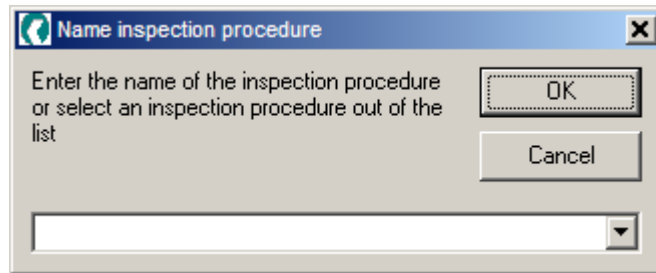 Name inspection procedure
Enter the name of the inspection procedure
or select an inspection procedure out of the
list
OK
Cancel